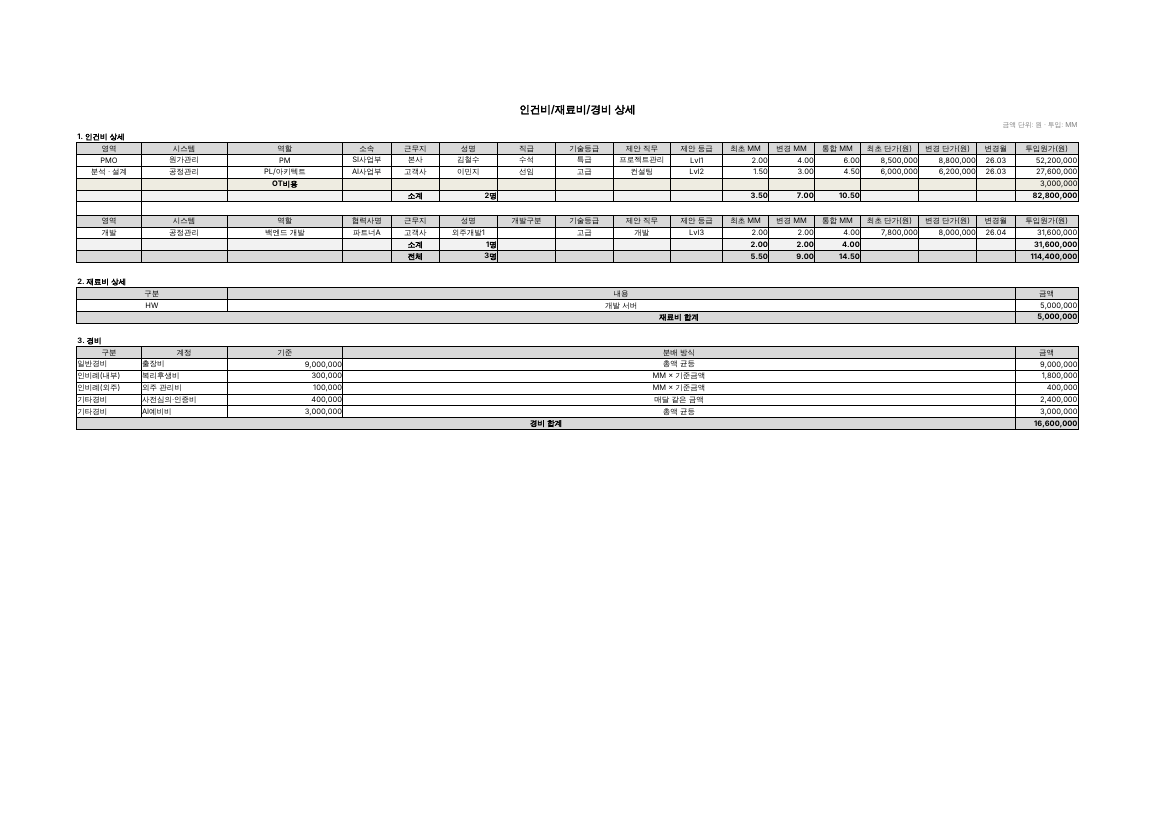 인건비/재료비/경비 상세
금액 단위: 원 · 투입: MM
1. 인건비 상세
영역 시스템 역할 소속 근무지 성명 직급 기술등급 제안 직무 제안 등급 최초 MM 변경 MM 통합 MM 최초 단가(원) 변경 단가(원) 변경월 투입원가(원)
PMO 원가관리 PM SI사업부 본사 김철수 수석 특급 프로젝트관리 Lvl1 2.00 4.00 6.00 8,500,000 8,800,000 26.03 52,200,000
분석 · 설계 공정관리 PL/아키텍트 AI사업부 고객사 이민지 선임 고급 컨설팅 Lvl2 1.50 3.00 4.50 6,000,000 6,200,000 26.03 27,600,000
OT비용 3,000,000
소계 2명 3.50 7.00 10.50 82,800,000
영역 시스템 역할 협력사명 근무지 성명 개발구분 기술등급 제안 직무 제안 등급 최초 MM 변경 MM 통합 MM 최초 단가(원) 변경 단가(원) 변경월 투입원가(원)
개발 공정관리 백엔드 개발 파트너A 고객사 외주개발1 고급 개발 Lvl3 2.00 2.00 4.00 7,800,000 8,000,000 26.04 31,600,000
소계 1명 2.00 2.00 4.00 31,600,000
전체 3명 5.50 9.00 14.50 114,400,000
2. 재료비 상세
구분 내용 금액
HW 개발 서버 5,000,000
재료비 합계 5,000,000
3. 경비
구분 계정 기준 분배 방식 금액
일반경비 출장비 9,000,000 총액 균등 9,000,000
인비례(내부) 복리후생비 300,000 MM × 기준금액 1,800,000
인비례(외주) 외주 관리비 100,000 MM × 기준금액 400,000
기타경비 사전심의·인증비 400,000 매달 같은 금액 2,400,000
기타경비 AI예비비 3,000,000 총액 균등 3,000,000
경비 합계 16,600,000